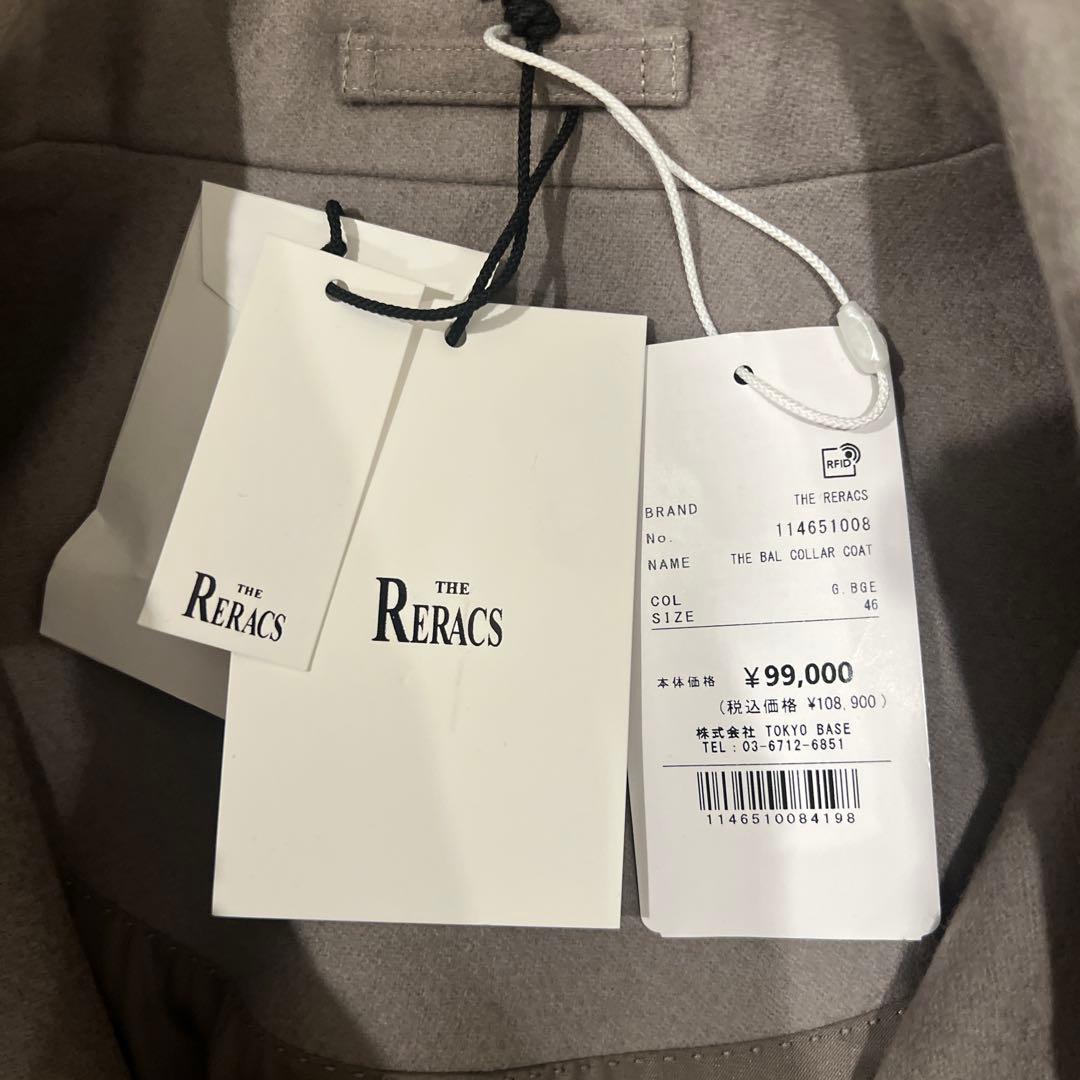 THE
RERACS
THE
RERACS
RFID
BRAND THE RERACS
No. 114651008
NAME THE BAL COLLAR COAT
COL G.BGE
SIZE 46
本体価格 ¥99,000
(税込価格 ¥108,900)
株式会社 TOKYO BASE
TEL:03-6712-6851
1146510084198